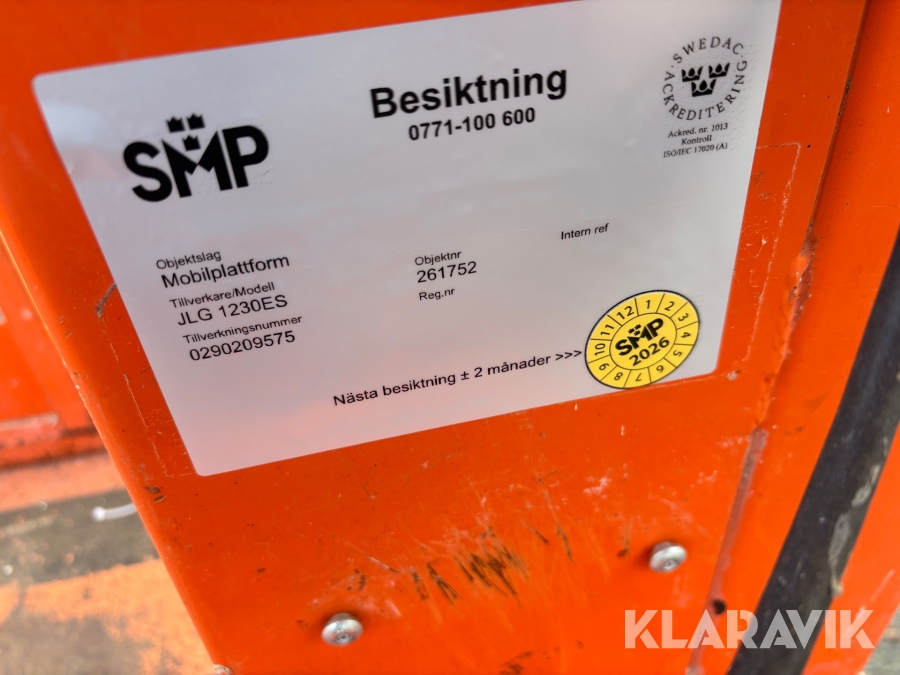 Besiktning
0771-100 600
SMP
SWEDAC
ACKREDITERING
Ackred. nr. 1013
Kontroll
ISO/IEC 17020 (A)
Objektslag
Mobilplattform
Tillverkare/Modell
JLG 1230ES
Tillverkningsnummer
0290209575
Objektnr
261752
Reg.nr
Intern ref
Nästa besiktning ± 2 månader >>>
1 2 3 4 5 6 7 8 9 10 11 12
SMP
2026
KLARAVIK